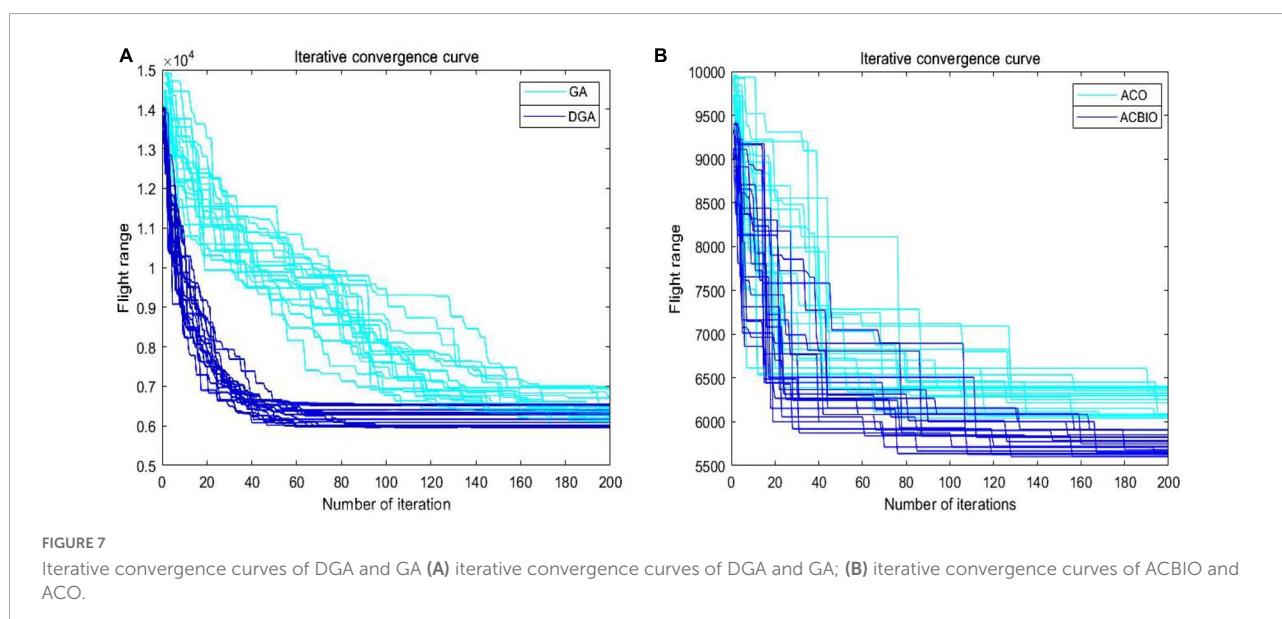 A
Iterative convergence curve
×10⁴
1.5
1.4
1.3
1.2
1.1
1
0.9
0.8
0.7
0.6
0.5
Flight range
GA
DGA
0 20 40 60 80 100 120 140 160 180 200
Number of iteration
B
Iterative convergence curve
10000
9500
9000
8500
8000
7500
7000
6500
6000
5500
Flight range
ACO
ACBIO
0 20 40 60 80 100 120 140 160 180 200
Number of iterations
FIGURE 7
Iterative convergence curves of DGA and GA (A) iterative convergence curves of DGA and GA; (B) iterative convergence curves of ACBIO and
ACO.